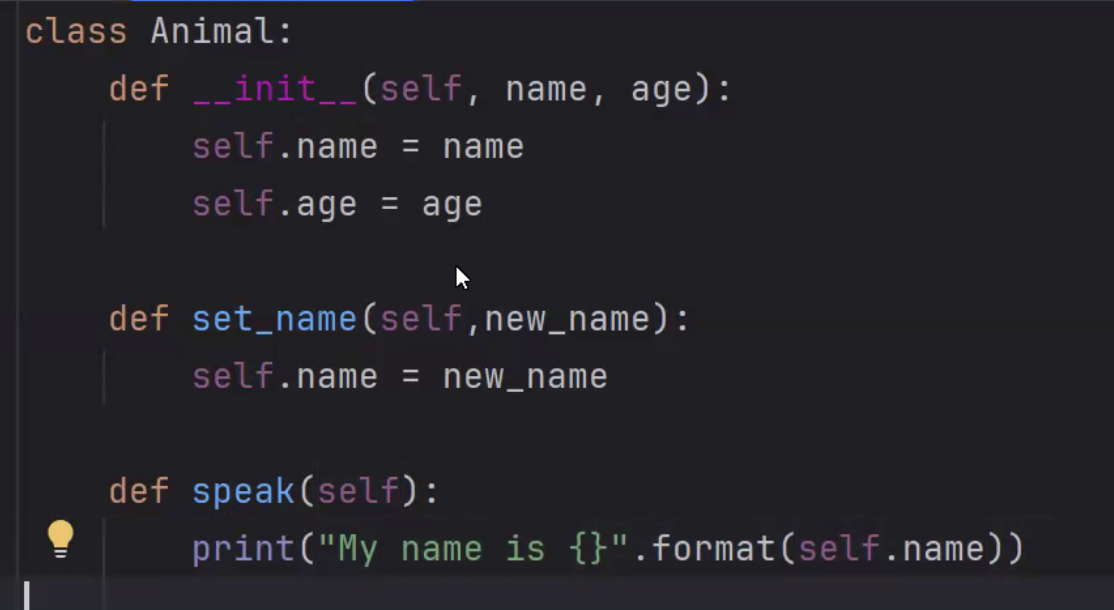 class Animal:
    def __init__(self, name, age):
        self.name = name
        self.age = age
    def set_name(self,new_name):
        self.name = new_name
    def speak(self):
        print("My name is {}".format(self.name))